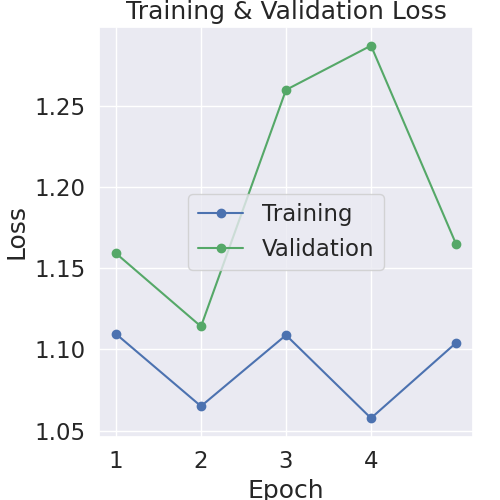 Training & Validation Loss
1.25
1.20
1.15
1.10
1.05
Loss
Training
Validation
1 2 3 4
Epoch